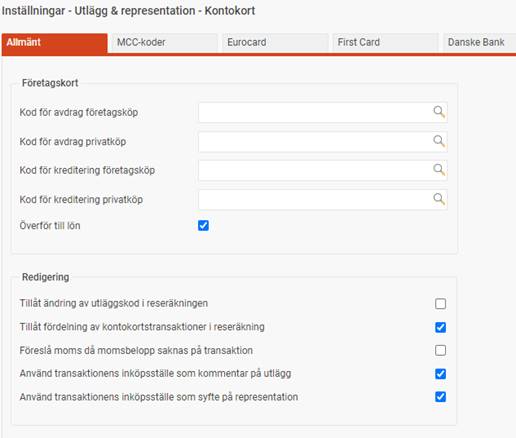 Inställningar - Utlägg & representation - Kontokort
Allmänt MCC-koder Eurocard First Card Danske Bank
Företagskort
Kod för avdrag företagsköp
Kod för avdrag privatköp
Kod för kreditering företagsköp
Kod för kreditering privatköp
Överför till lön
Redigering
Tillåt ändring av utläggskod i reseräkningen
Tillåt fördelning av kontokortstransaktioner i reseräkning
Föreslå moms då momsbelopp saknas på transaktion
Använd transaktionens inköpsställe som kommentar på utlägg
Använd transaktionens inköpsställe som syfte på representation